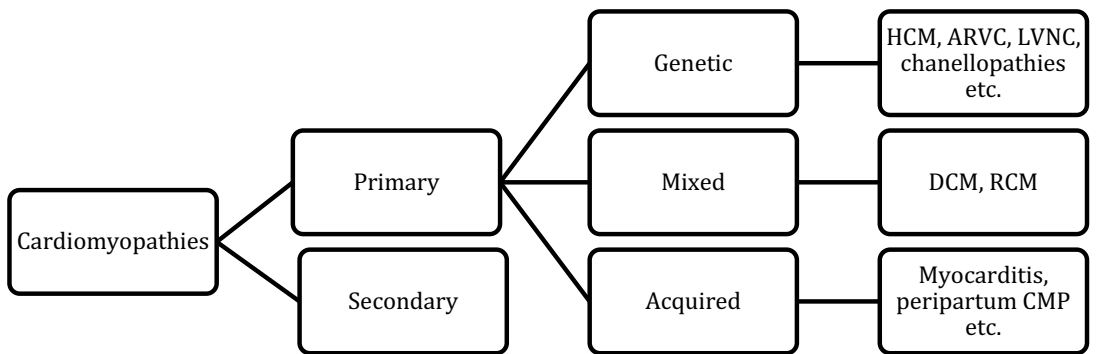 Cardiomyopathies
Primary
Secondary
Genetic
Mixed
Acquired
HCM, ARVC, LVNC,
chanellopathies
etc.
DCM, RCM
Myocarditis,
peripartum CMP
etc.